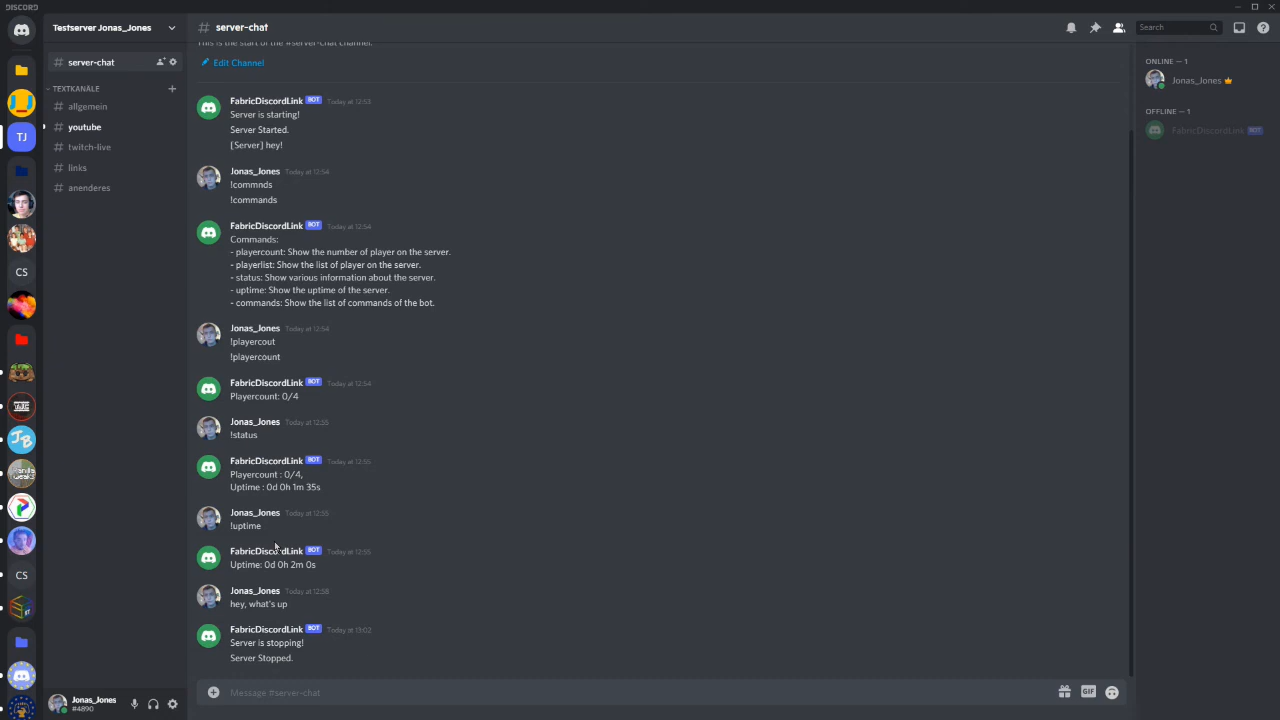 DISCORD
Testserver Jonas_Jones
# server-chat
Search
# server-chat
TEXTKANÄLE
# allgemein
# youtube
# twitch-live
# links
# anenderes
TJ
CS
CS
This is the start of the #server-chat channel.
Edit Channel
FabricDiscordLink BOT Today at 12:53
Server is starting!
Server Started.
[Server] hey!
Jonas_Jones Today at 12:54
!commnds
!commands
FabricDiscordLink BOT Today at 12:54
Commands:
- playercount: Show the number of player on the server.
- playerlist: Show the list of player on the server.
- status: Show various information about the server.
- uptime: Show the uptime of the server.
- commands: Show the list of commands of the bot.
Jonas_Jones Today at 12:54
!playercout
!playercount
FabricDiscordLink BOT Today at 12:54
Playercount: 0/4
Jonas_Jones Today at 12:55
!status
FabricDiscordLink BOT Today at 12:55
Playercount : 0/4,
Uptime : 0d 0h 1m 35s
Jonas_Jones Today at 12:55
!uptime
FabricDiscordLink BOT Today at 12:55
Uptime: 0d 0h 2m 0s
Jonas_Jones Today at 12:58
hey, what's up
FabricDiscordLink BOT Today at 13:02
Server is stopping!
Server Stopped.
Message #server-chat
GIF
ONLINE — 1
Jonas_Jones
OFFLINE — 1
FabricDiscordLink BOT
Jonas_Jones
#4890